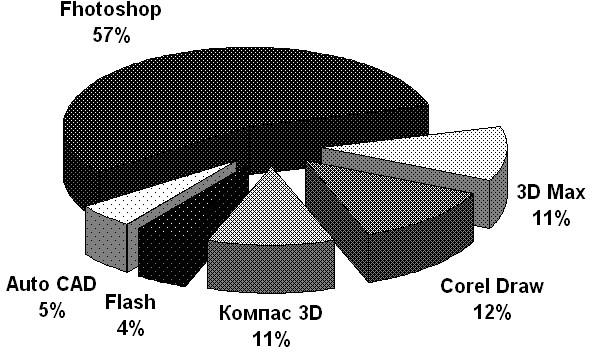 Fhotoshop
57%
3D Max
11%
Corel Draw
12%
Компас 3D
11%
Flash
4%
Auto CAD
5%